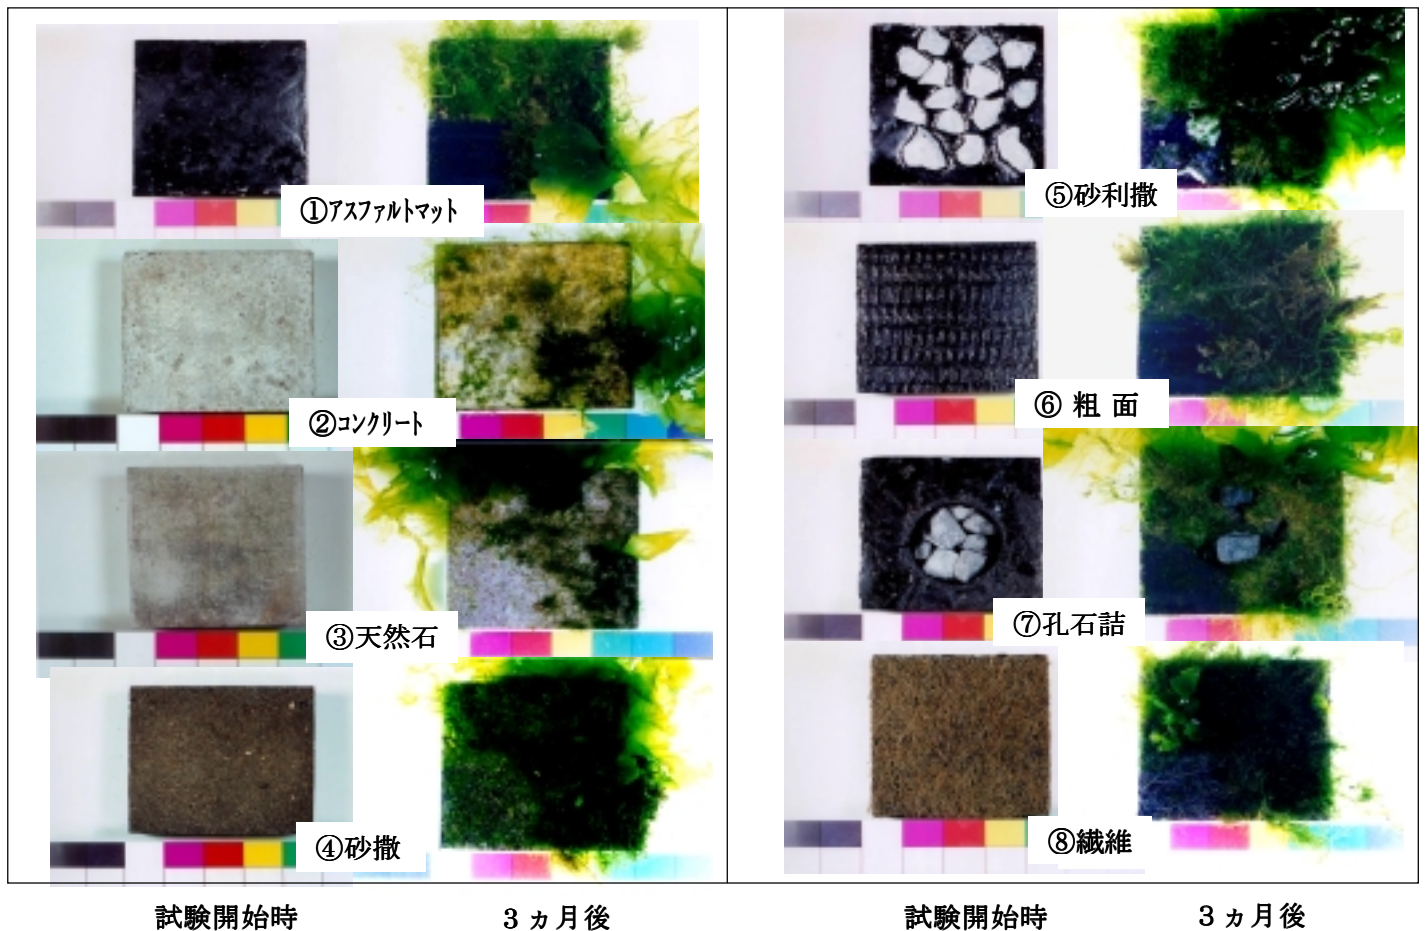 ①アスファルトマット
②コンクリート
③天然石
④砂撒
⑤砂利撒
⑥粗面
⑦孔石詰
⑧繊維
試験開始時
3ヵ月後
試験開始時
3ヵ月後